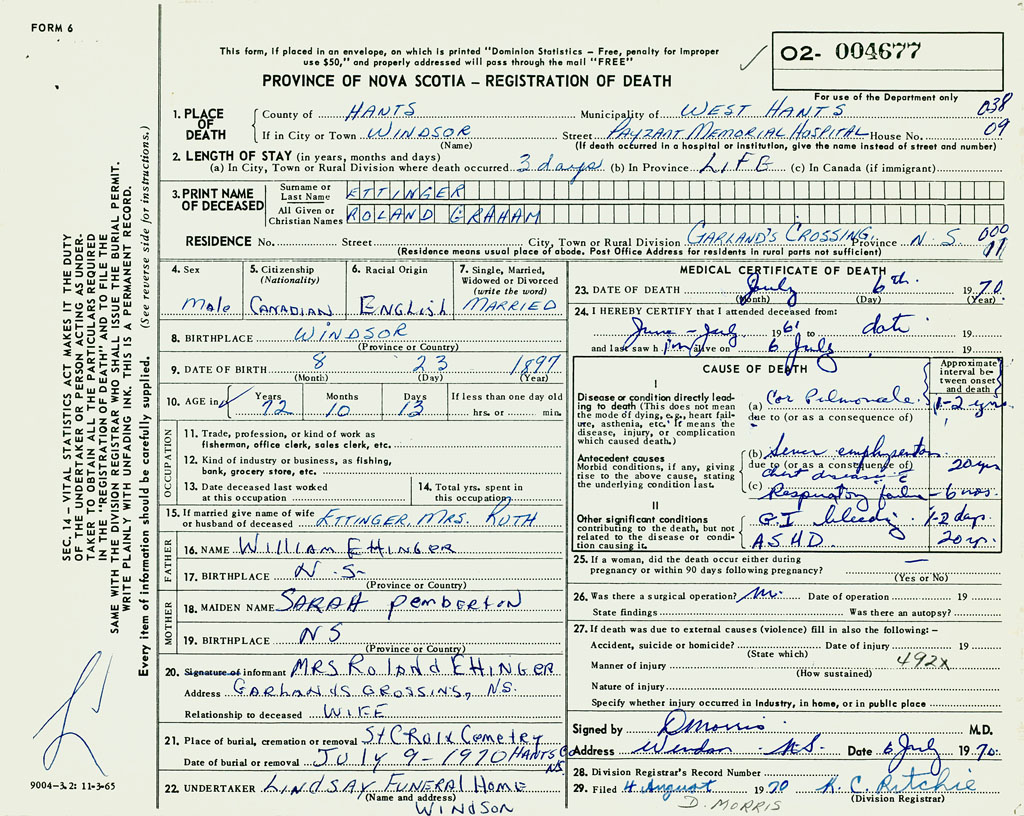 FORM 6
This form, if placed in an envelope, on which is printed "Dominion Statistics – Free, penalty for improper
use $50," and properly addressed will pass through the mail "FREE"
02- 004677
PROVINCE OF NOVA SCOTIA – REGISTRATION OF DEATH
For use of the Department only
1. PLACE OF DEATH
County of HANTS Municipality of WEST HANTS 038
If in City or Town WINDSOR Street PAYZANT MEMORIAL HOSPITAL House No. 09
(Name) (If death occurred in a hospital or institution, give the name instead of street and number)
2. LENGTH OF STAY (in years, months and days)
(a) In City, Town or Rural Division where death occurred 3 days (b) In Province LIFE (c) In Canada (if immigrant)
3. PRINT NAME OF DECEASED
Surname or Last Name ETTINGER
All Given or Christian Names ROLAND GRAHAM
RESIDENCE No. Street City, Town or Rural Division GARLAND'S CROSSING, Province N.S 000
(Residence means usual place of abode. Post Office Address for residents in rural parts not sufficient) 11
4. Sex Male
5. Citizenship (Nationality) CANADIAN
6. Racial Origin ENGLISH
7. Single, Married, Widowed or Divorced (write the word) MARRIED
8. BIRTHPLACE WINDSOR
(Province or Country)
9. DATE OF BIRTH 8 23 1897
(Month) (Day) (Year)
10. AGE in Years Months Days If less than one day old
72 10 13 hrs. or min.
OCCUPATION
11. Trade, profession, or kind of work as
fisherman, office clerk, sales clerk, etc.
12. Kind of industry or business, as fishing,
bank, grocery store, etc.
13. Date deceased last worked
at this occupation
14. Total yrs. spent in
this occupation
15. If married give name of wife
or husband of deceased ETTINGER, MRS. RUTH
FATHER
16. NAME WILLIAM ETTINGER
17. BIRTHPLACE N.S.
(Province or Country)
MOTHER
18. MAIDEN NAME SARAH PEMBERTON
19. BIRTHPLACE NS
(Province or Country)
20. Signature of informant MRS ROLAND ETTINGER
Address GARLANDS CROSSING, NS.
Relationship to deceased WIFE
21. Place of burial, cremation or removal St CROIX CEMETRY
Date of burial or removal JULY 9 - 1970 HANTS Co NS.
22. UNDERTAKER LINDSAY FUNERAL HOME
(Name and address)
WINDSOR
MEDICAL CERTIFICATE OF DEATH
23. DATE OF DEATH July 6th 1970
(Month) (Day) (Year)
24. I HEREBY CERTIFY that I attended deceased from:
June - July 1961 to date 19
and last saw h im alive on 6 July 19
CAUSE OF DEATH
Approximate interval between onset and death
I
Disease or condition directly leading to death (This does not mean the mode of dying, e.g., heart failure, asthenia, etc. It means the disease, injury, or complication which caused death.)
(a) Cor Pulmonale 1-2 yrs
due to (or as a consequence of)
Antecedent causes
Morbid conditions, if any, giving rise to the above cause, stating the underlying condition last.
(b) Sever emphysema 20 yrs
due to (or as a consequence of)
chest disease
(c) Respiratory failure - 6 mos.
II
Other significant conditions
contributing to the death, but not related to the disease or condition causing it.
G.I bleeding 1-2 days.
A.S.H.D. 20 yr.
25. If a woman, did the death occur either during
pregnancy or within 90 days following pregnancy? —
(Yes or No)
26. Was there a surgical operation? Date of operation 19
State findings Was there an autopsy?
27. If death was due to external causes (violence) fill in also the following: –
Accident, suicide or homicide? Date of injury 19
(State which)
492x
Manner of injury
(How sustained)
Nature of injury
Specify whether injury occurred in industry, in home, or in public place
Signed by D Morris M.D.
Address Windsor N.S. Date 6 July 1970
28. Division Registrar's Record Number
29. Filed 4 August 1970 R. C. Ritchie
(Division Registrar)
D. MORRIS
SEC. 14 – VITAL STATISTICS ACT MAKES IT THE DUTY
OF THE UNDERTAKER OR PERSON ACTING AS UNDER-
TAKER TO OBTAIN ALL THE PARTICULARS REQUIRED
IN THE "REGISTRATION OF DEATH" AND TO FILE THE
SAME WITH THE DIVISION REGISTRAR WHO SHALL ISSUE THE BURIAL PERMIT.
WRITE PLAINLY WITH UNFADING INK. THIS IS A PERMANENT RECORD.
Every item of information should be carefully supplied. (See reverse side for instructions.)
9004-3.2: 11-3-65